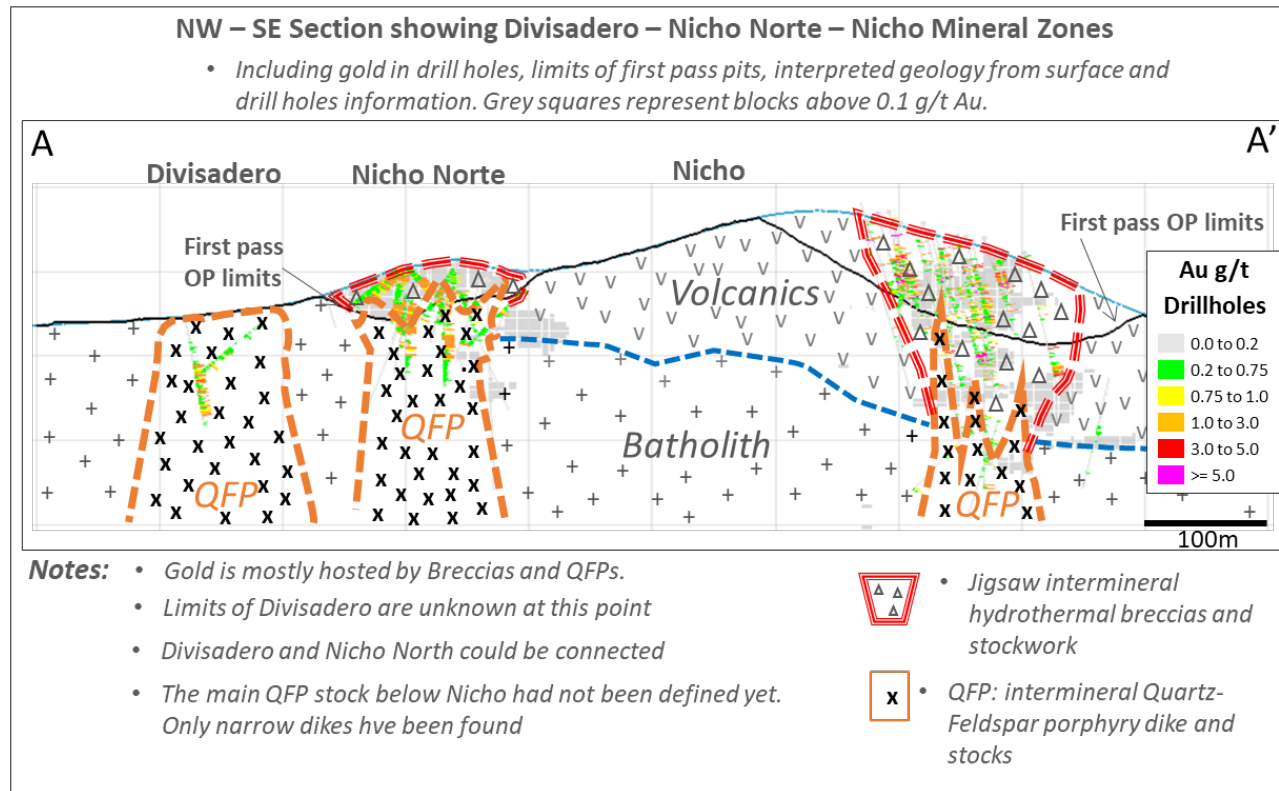 NW – SE Section showing Divisadero – Nicho Norte – Nicho Mineral Zones
• Including gold in drill holes, limits of first pass pits, interpreted geology from surface and
drill holes information. Grey squares represent blocks above 0.1 g/t Au.
A
A'
Divisadero
Nicho Norte
Nicho
First pass
OP limits
First pass OP limits
Volcanics
Batholith
QFP
QFP
QFP
Au g/t
Drillholes
0.0 to 0.2
0.2 to 0.75
0.75 to 1.0
1.0 to 3.0
3.0 to 5.0
>= 5.0
100m
Notes:
• Gold is mostly hosted by Breccias and QFPs.
• Limits of Divisadero are unknown at this point
• Divisadero and Nicho North could be connected
• The main QFP stock below Nicho had not been defined yet.
Only narrow dikes hve been found
• Jigsaw intermineral
hydrothermal breccias and
stockwork
x
• QFP: intermineral Quartz-
Feldspar porphyry dike and
stocks